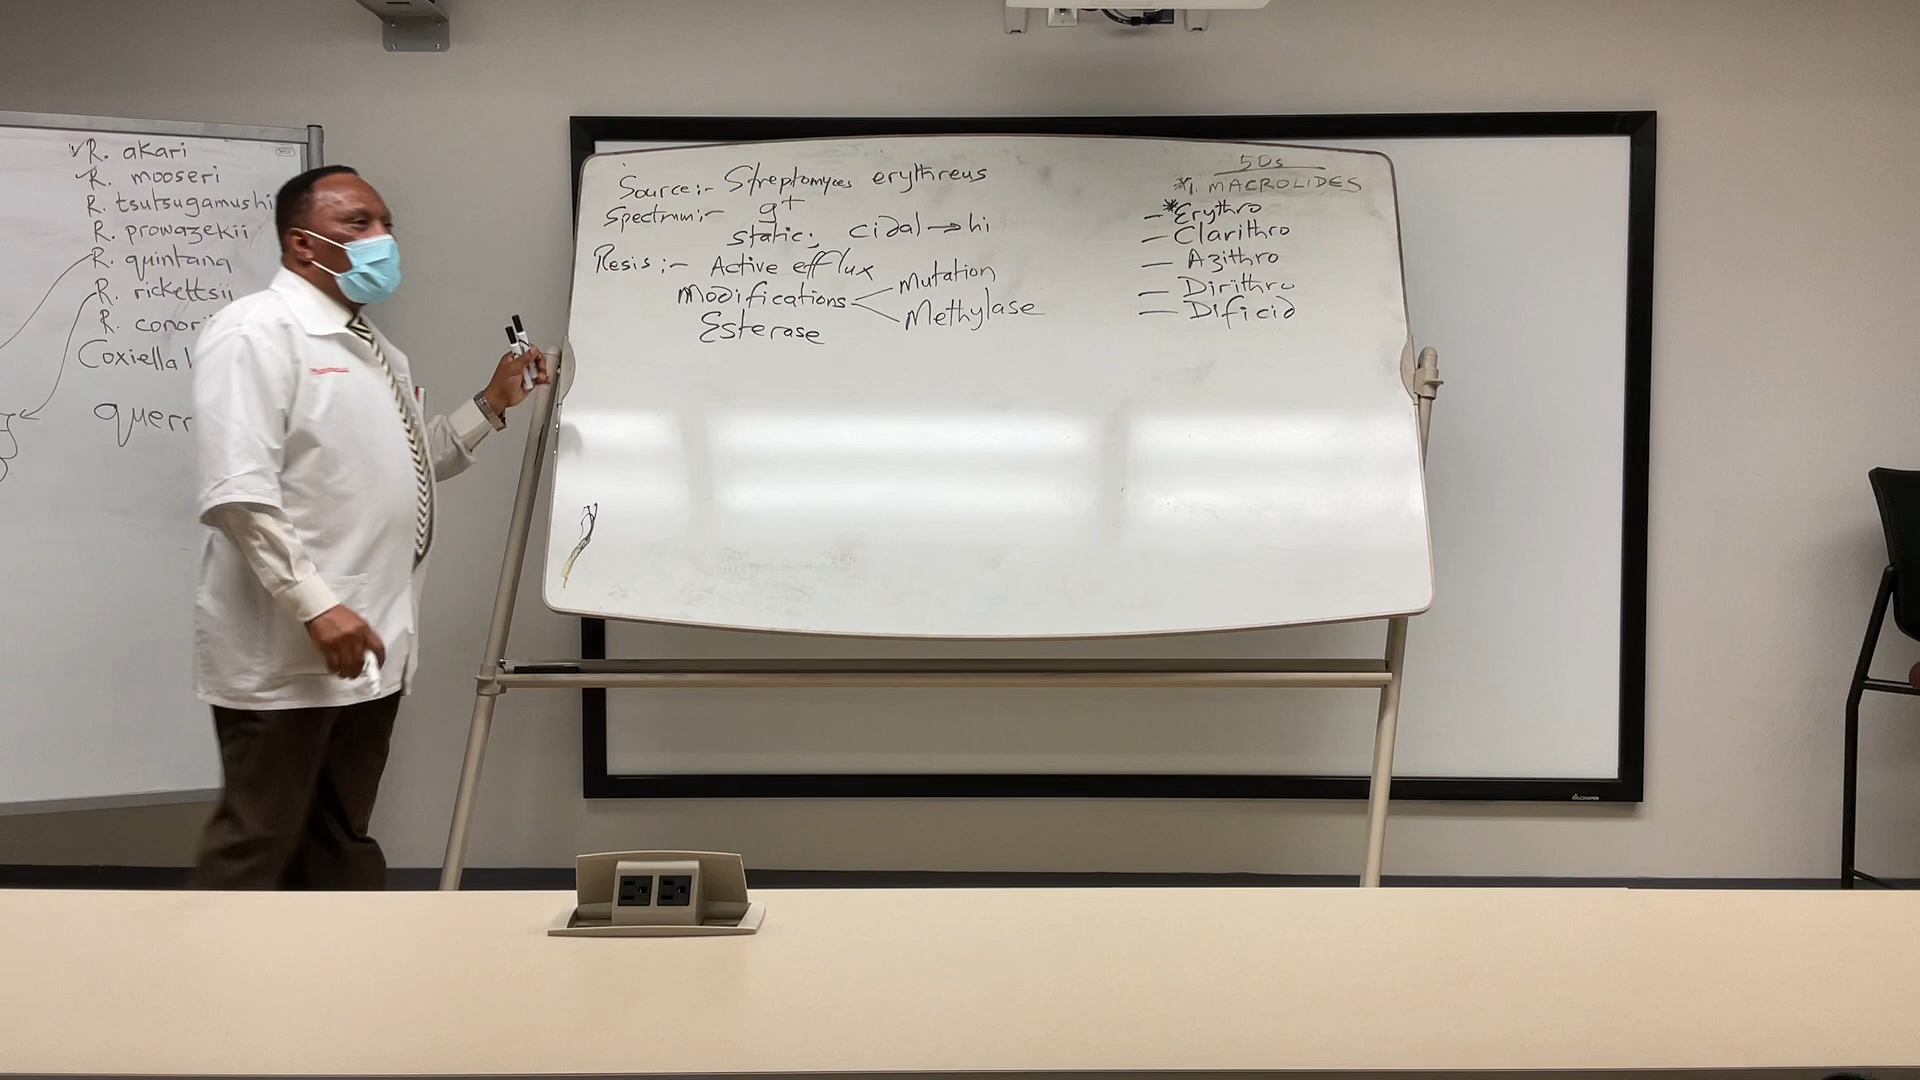 R. akari
R. mooseri
R. tsutsugamushi
R. prowazekii
R. quintana
R. rickettsii
R. conori
Coxiella
querr
Source:- Streptomyces erythreus
Spectrum:- g+
static; cidal → hi
Resis:- Active efflux
Modifications Mutation
Methylase
Esterase
50s
*1. MACROLIDES
- *Erythro
- Clarithro
- Azithro
- Dirithro
- Dificid